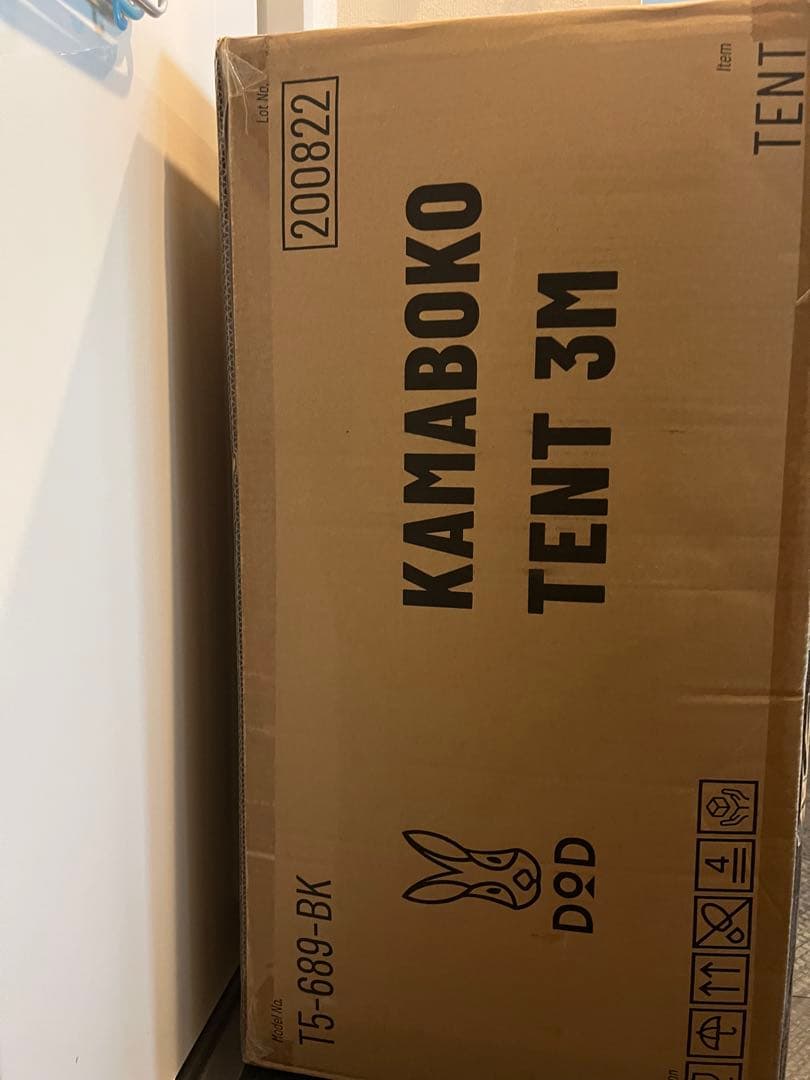 Model No.
T5-689-BK
Lot No.
200822
DOD
KAMABOKO
TENT 3M
4
Item
TENT